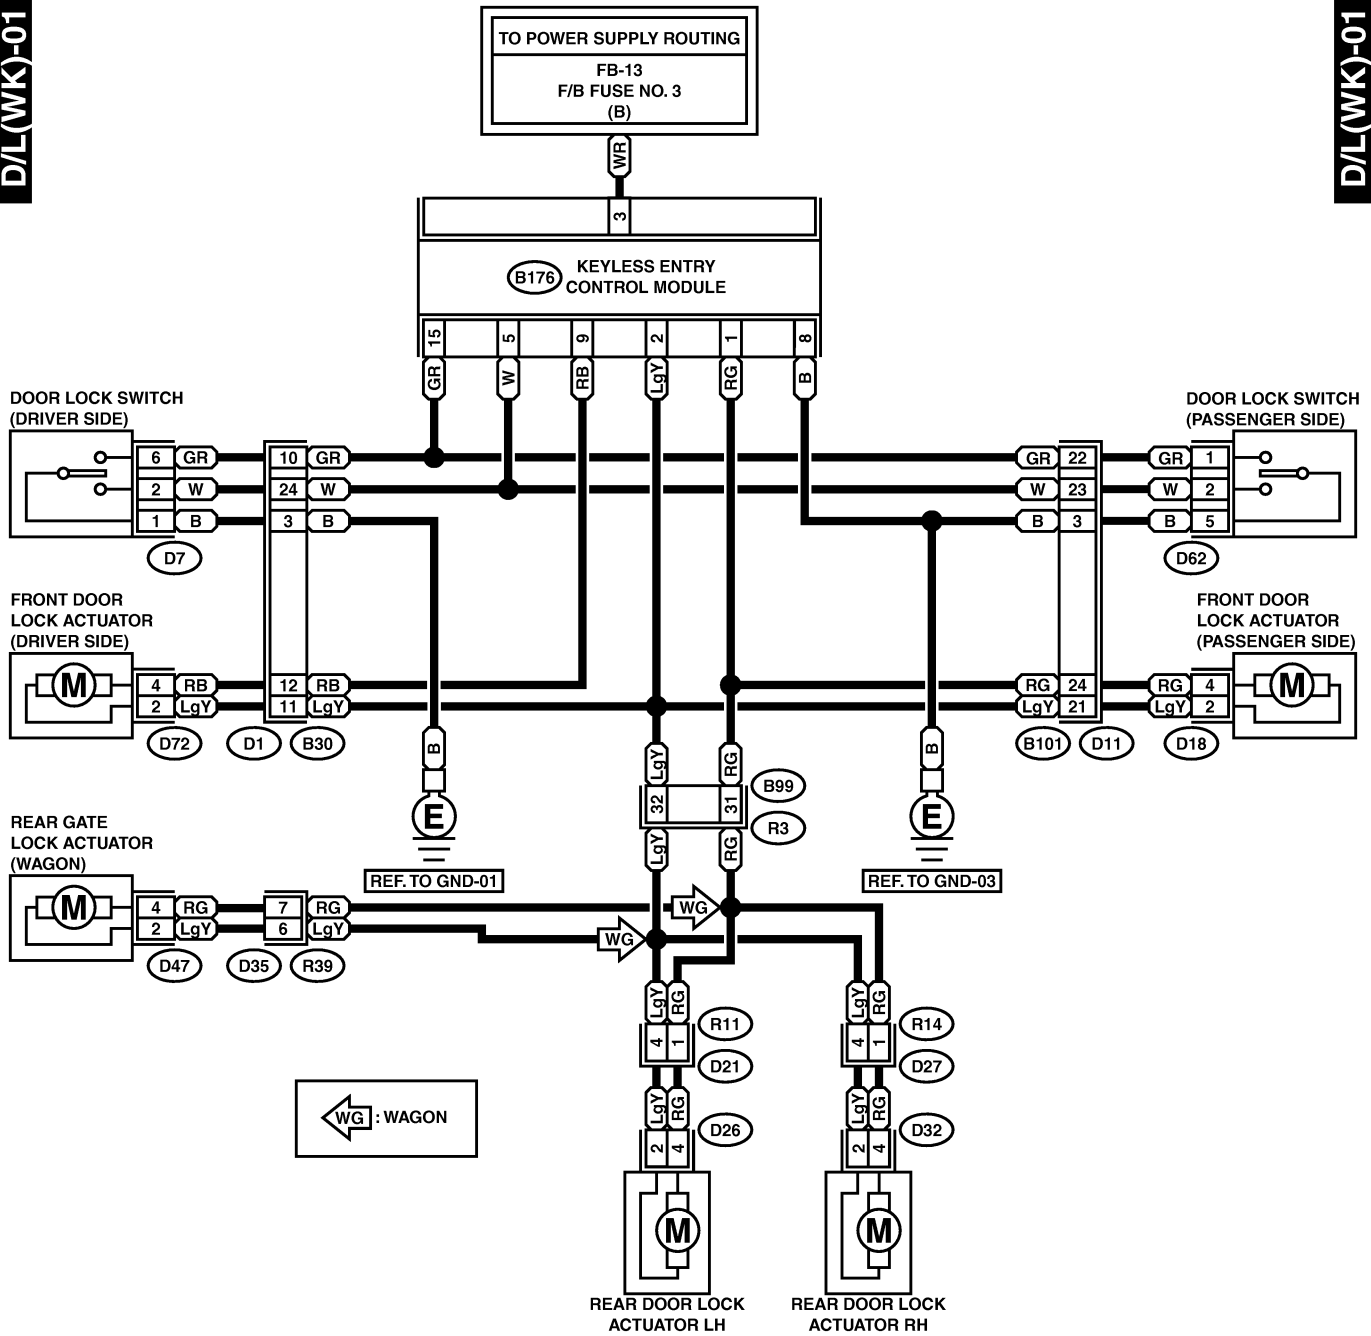 D/L(WK)-01
D/L(WK)-01
TO POWER SUPPLY ROUTING
FB-13
F/B FUSE NO. 3
(B)
WR
3
B176
KEYLESS ENTRY
CONTROL MODULE
15 5 9 2 1 8
GR W RB LgY RG B
DOOR LOCK SWITCH
(DRIVER SIDE)
6 GR 10 GR
2 W 24 W
1 B 3 B
D7
DOOR LOCK SWITCH
(PASSENGER SIDE)
GR 22 GR 1
W 23 W 2
B 3 B 5
D62
FRONT DOOR
LOCK ACTUATOR
(DRIVER SIDE)
M
4 RB 12 RB
2 LgY 11 LgY
D72 D1 B30
FRONT DOOR
LOCK ACTUATOR
(PASSENGER SIDE)
RG 24 RG 4
LgY 21 LgY 2
M
B101 D11 D18
B
E
REF. TO GND-01
LgY RG
32 31
B99
R3
LgY RG
B
E
REF. TO GND-03
REAR GATE
LOCK ACTUATOR
(WAGON)
M
4 RG 7 RG
2 LgY 6 LgY
D47 D35 R39
WG
WG
LgY RG
R11
4 1
D21
LgY RG
D26
2 4
M
REAR DOOR LOCK
ACTUATOR LH
LgY RG
R14
4 1
D27
LgY RG
D32
2 4
M
REAR DOOR LOCK
ACTUATOR RH
WG : WAGON